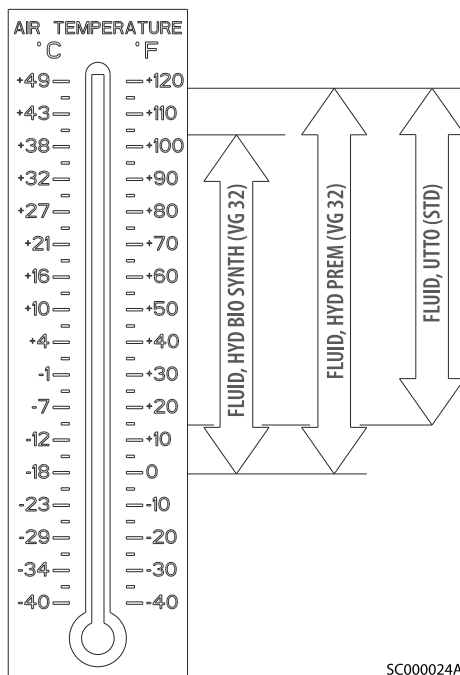 AIR TEMPERATURE
°C °F
+49 +120
+43 +110
+38 +100
+32 +90
+27 +80
+21 +70
+16 +60
+10 +50
+4 +40
-1 +30
-7 +20
-12 +10
-18 0
-23 -10
-29 -20
-34 -30
-40 -40
FLUID, HYD BIO SYNTH (VG 32)
FLUID, HYD PREM (VG 32)
FLUID, UTTO (STD)
SC000024A